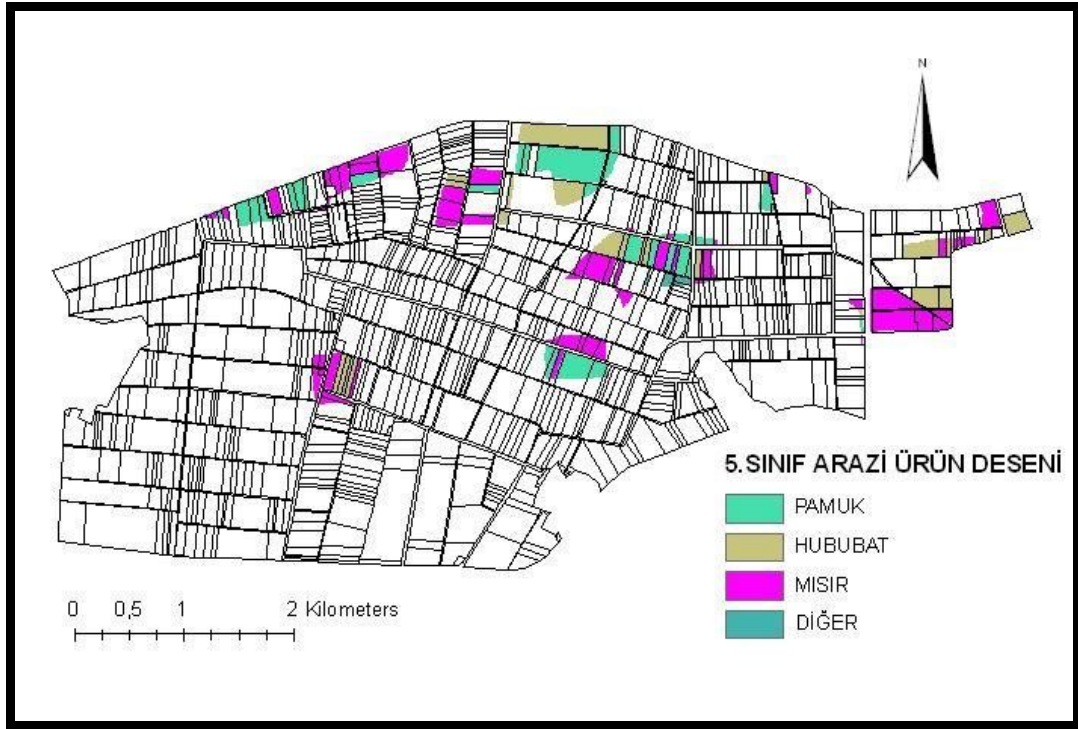 N
5.SINIF ARAZİ ÜRÜN DESENİ
PAMUK
HUBUBAT
MISIR
DİĞER
0 0,5 1 2 Kilometers